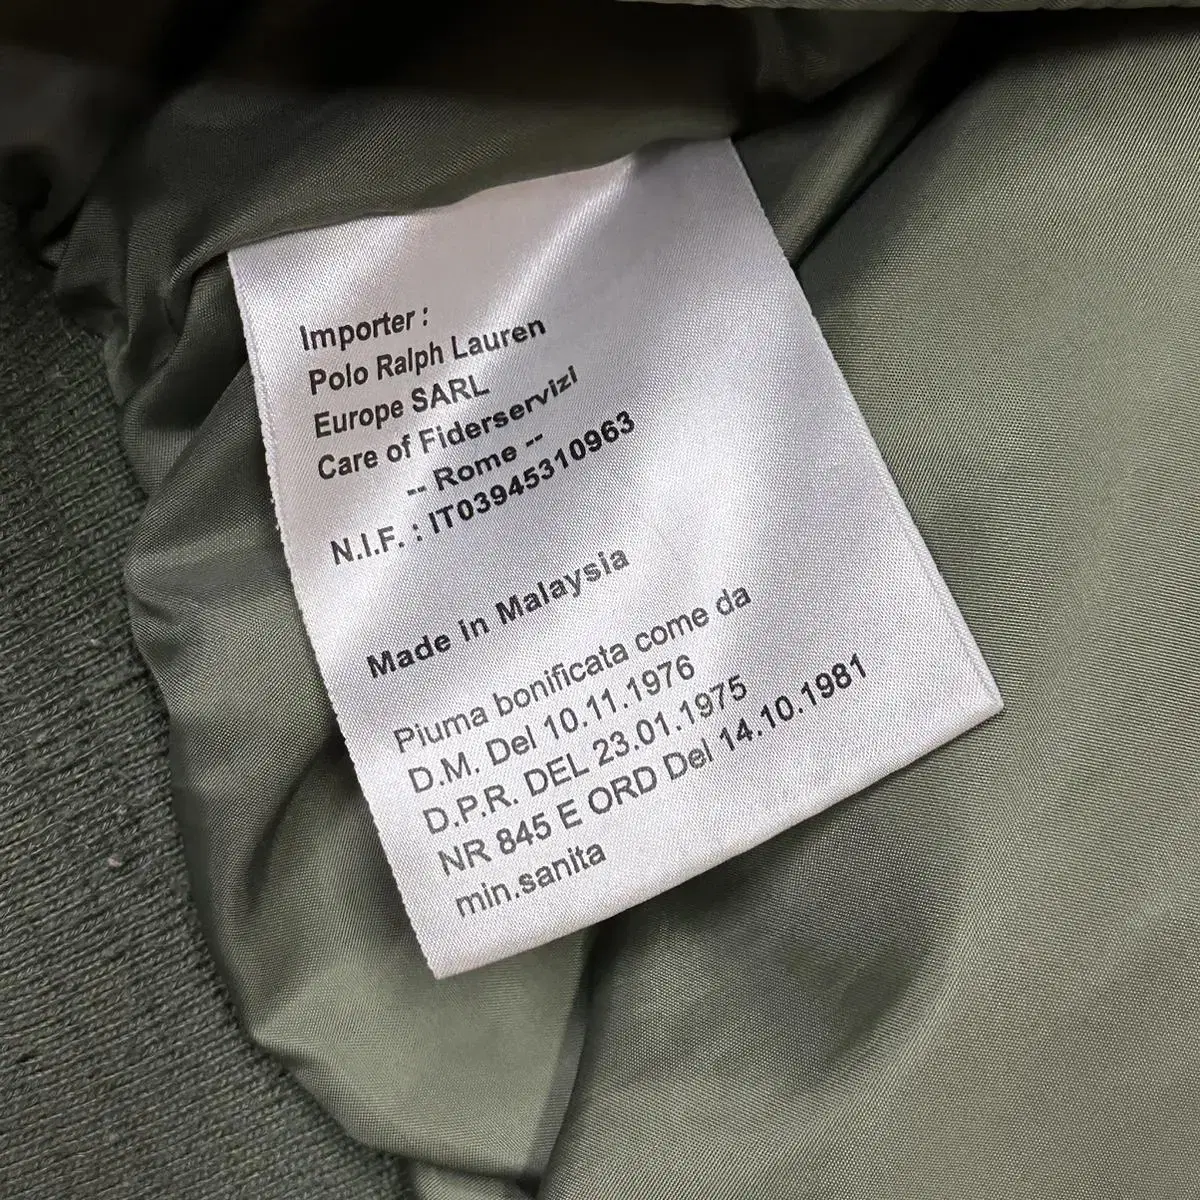 Importer :
Polo Ralph Lauren
Europe SARL
Care of Fiderservizi
-- Rome --
N.I.F. : IT03945310963
Made in Malaysia
Piuma bonificata come da
D.M. Del 10.11.1976
D.P.R. DEL 23.01.1975
NR 845 E ORD Del 14.10.1981
min.sanita